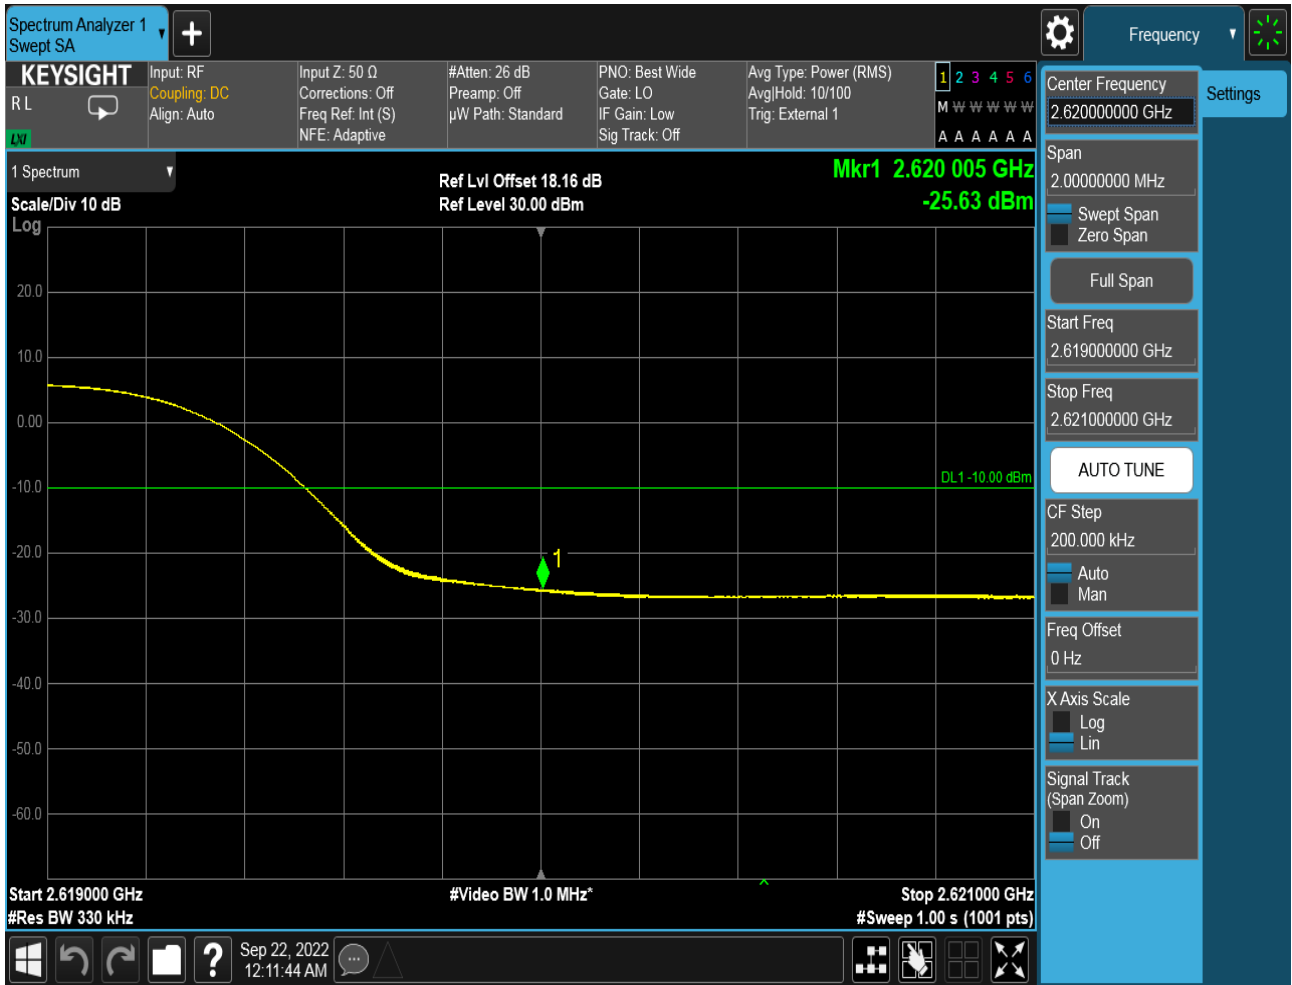 Spectrum Analyzer 1
Swept SA
Frequency
KEYSIGHT
R L
LXI
Input: RF
Coupling: DC
Align: Auto
Input Z: 50 Ω
Corrections: Off
Freq Ref: Int (S)
NFE: Adaptive
#Atten: 26 dB
Preamp: Off
µW Path: Standard
PNO: Best Wide
Gate: LO
IF Gain: Low
Sig Track: Off
Avg Type: Power (RMS)
Avg|Hold: 10/100
Trig: External 1
1 2 3 4 5 6
M W W W W W
A A A A A A
1 Spectrum
Scale/Div 10 dB
Log
Ref Lvl Offset 18.16 dB
Ref Level 30.00 dBm
Mkr1 2.620 005 GHz
-25.63 dBm
20.0
10.0
0.00
-10.0
-20.0
-30.0
-40.0
-50.0
-60.0
DL1 -10.00 dBm
1
Start 2.619000 GHz
#Res BW 330 kHz
#Video BW 1.0 MHz*
Stop 2.621000 GHz
#Sweep 1.00 s (1001 pts)
Center Frequency
2.620000000 GHz
Span
2.00000000 MHz
Swept Span
Zero Span
Full Span
Start Freq
2.619000000 GHz
Stop Freq
2.621000000 GHz
AUTO TUNE
CF Step
200.000 kHz
Auto
Man
Freq Offset
0 Hz
X Axis Scale
Log
Lin
Signal Track
(Span Zoom)
On
Off
Settings
?
Sep 22, 2022
12:11:44 AM